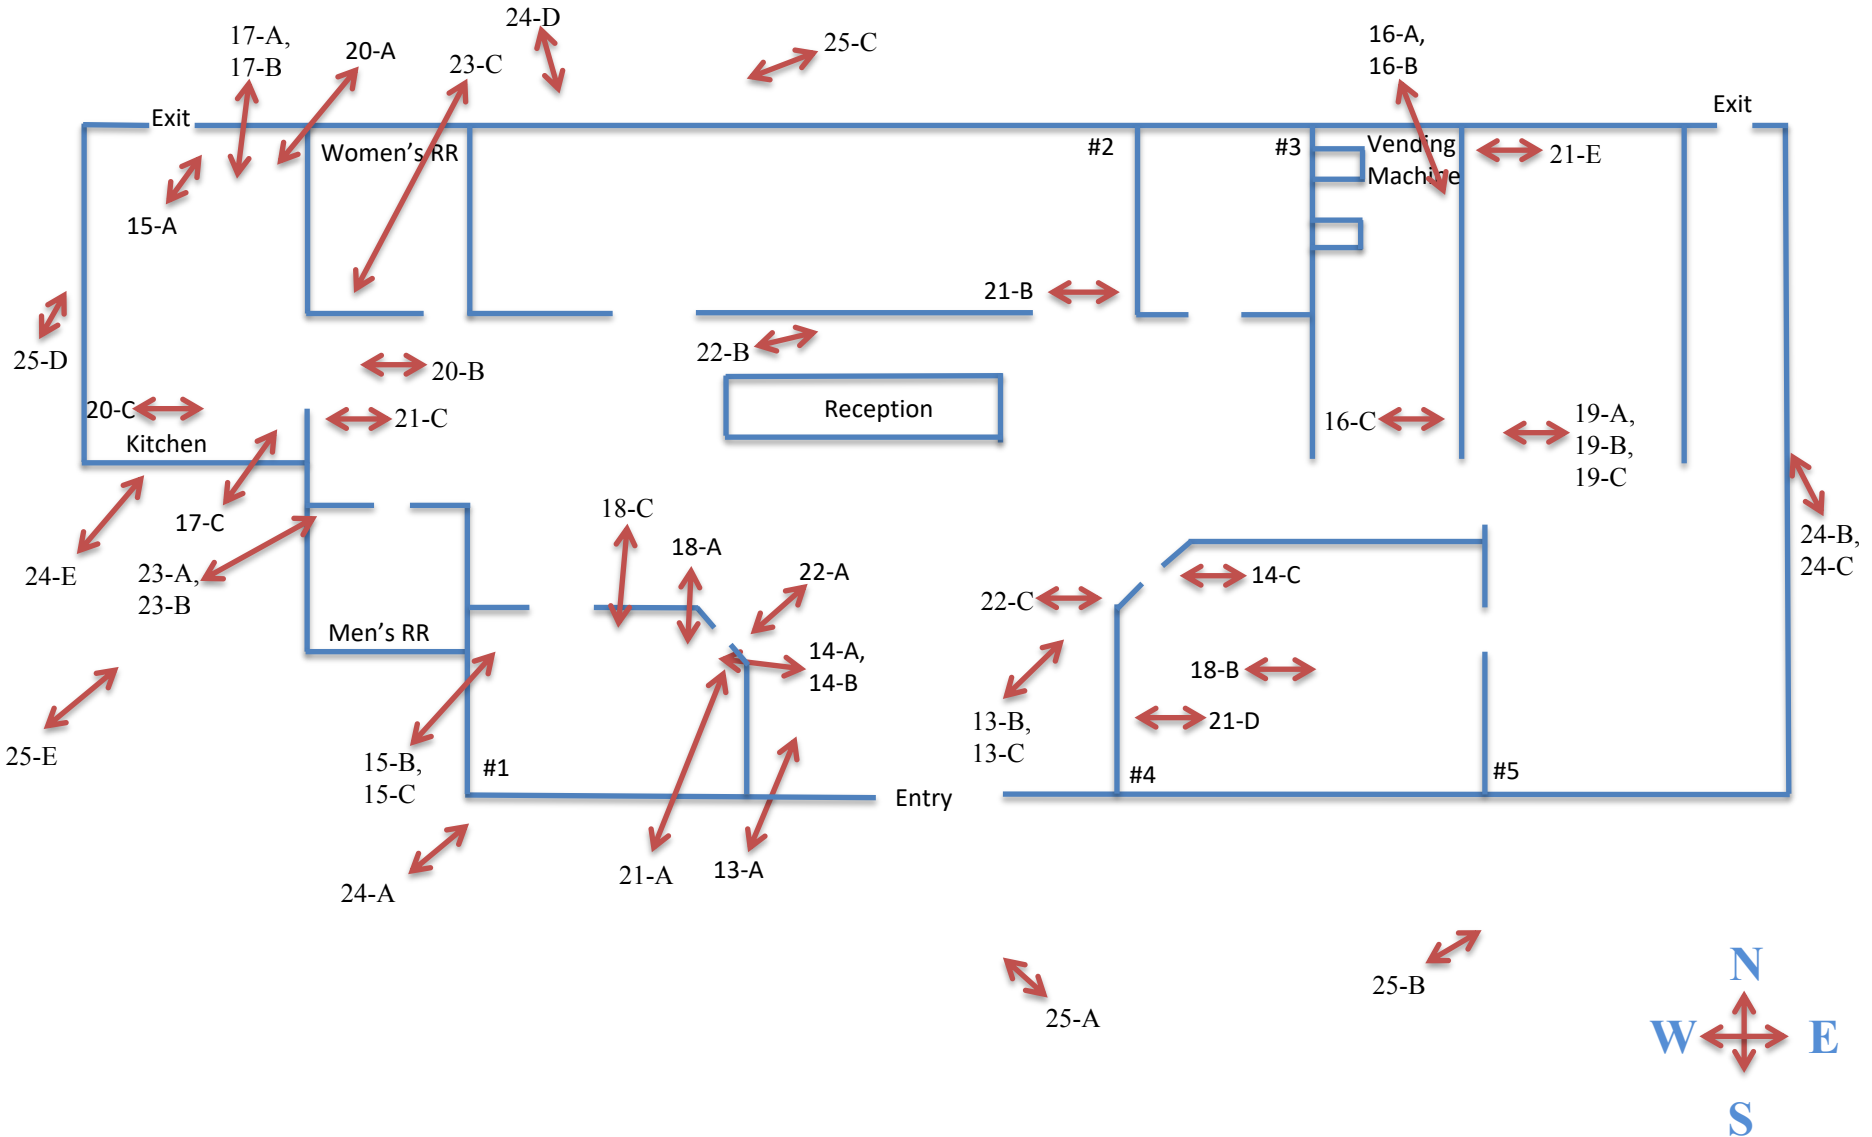 24-D
17-A,
17-B
20-A
23-C
25-C
16-A,
16-B
Exit
Exit
Women's RR
#2
#3
Vending
Machine
21-E
15-A
21-B
25-D
22-B
20-B
20-C
21-C
Reception
16-C
19-A,
19-B,
19-C
Kitchen
17-C
18-C
18-A
24-E
23-A,
23-B
22-A
22-C
14-C
24-B,
24-C
Men's RR
14-A,
14-B
18-B
13-B,
13-C
21-D
25-E
15-B,
15-C
#1
#4
#5
Entry
24-A
21-A
13-A
25-A
25-B
N
W
E
S